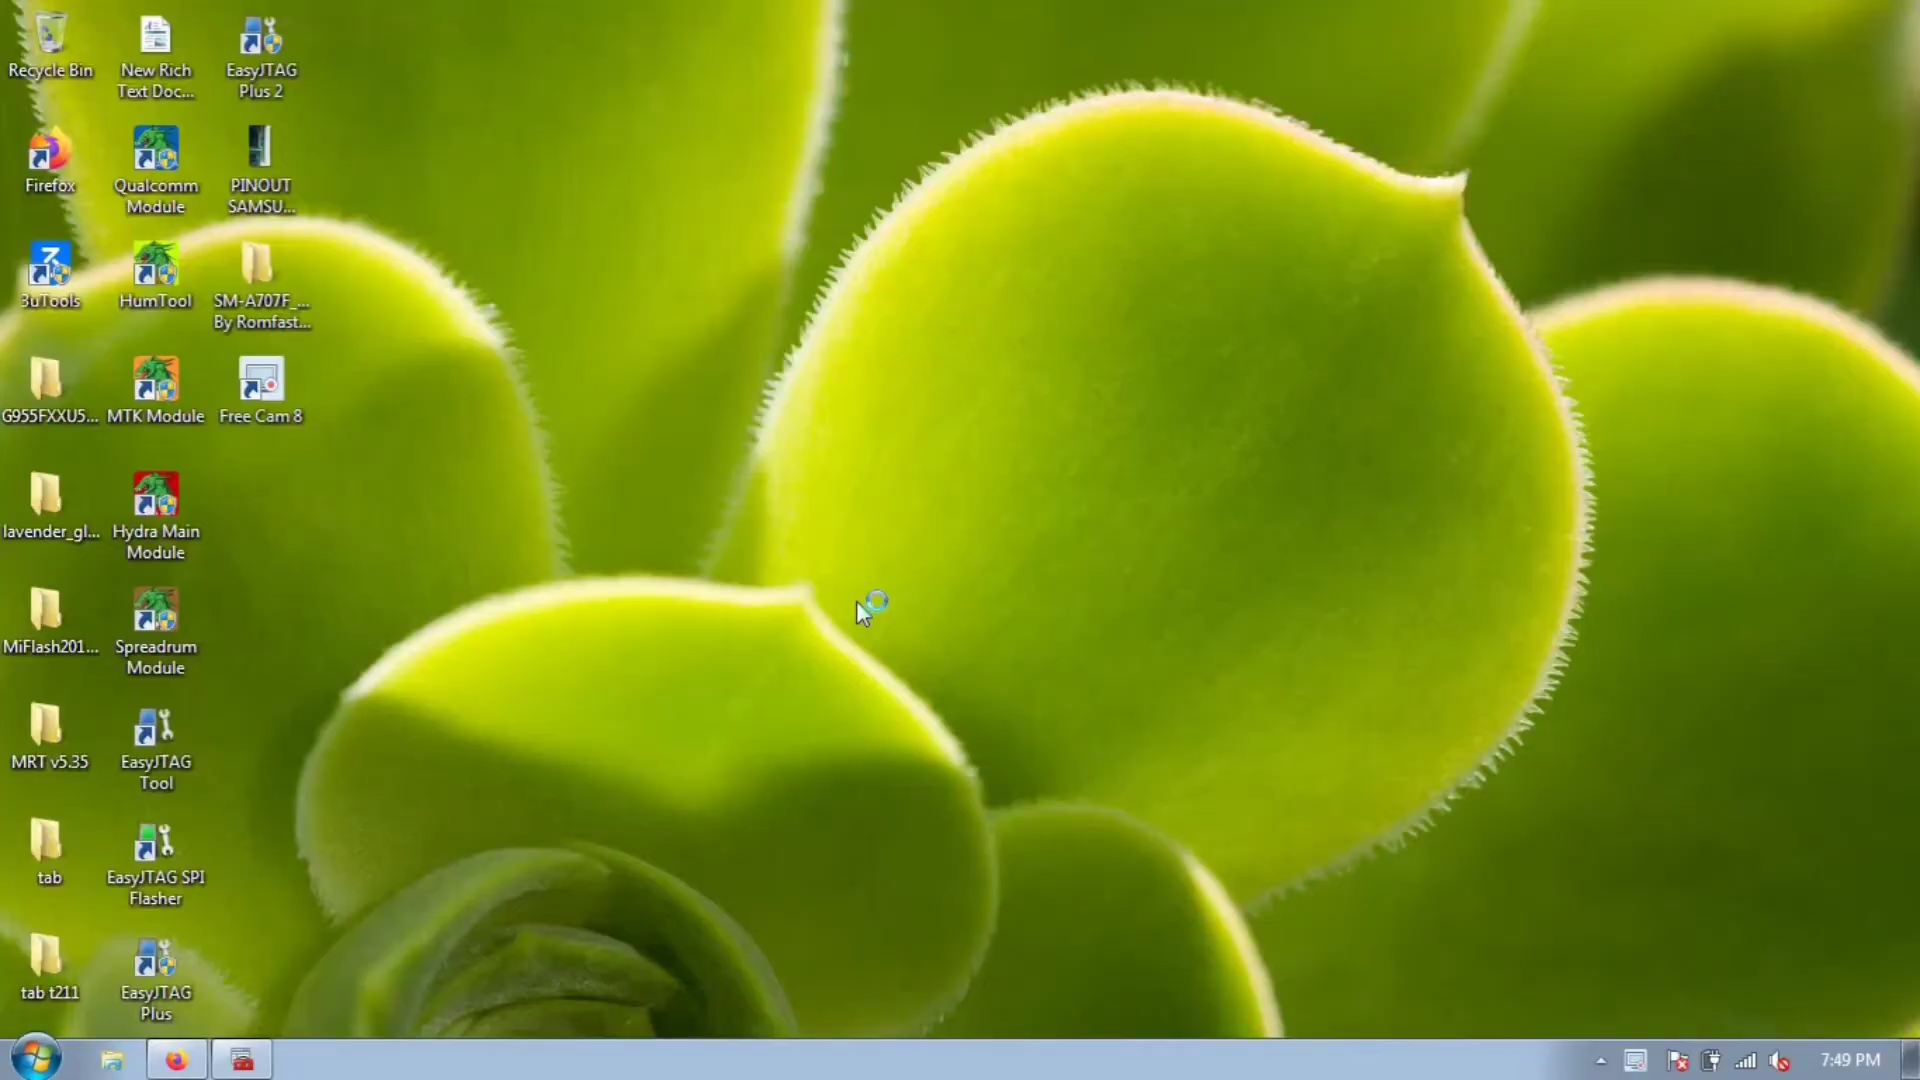 Recycle Bin
New Rich
Text Doc...
EasyJTAG
Plus 2
Firefox
Qualcomm
Module
PINOUT
SAMSU...
3uTools
HumTool
SM-A707F_...
By Romfast...
G955FXXU5...
MTK Module
Free Cam 8
lavender_gl...
Hydra Main
Module
MiFlash201...
Spreadrum
Module
MRT v5.35
EasyJTAG
Tool
tab
EasyJTAG SPI
Flasher
tab t211
EasyJTAG
Plus
7:49 PM